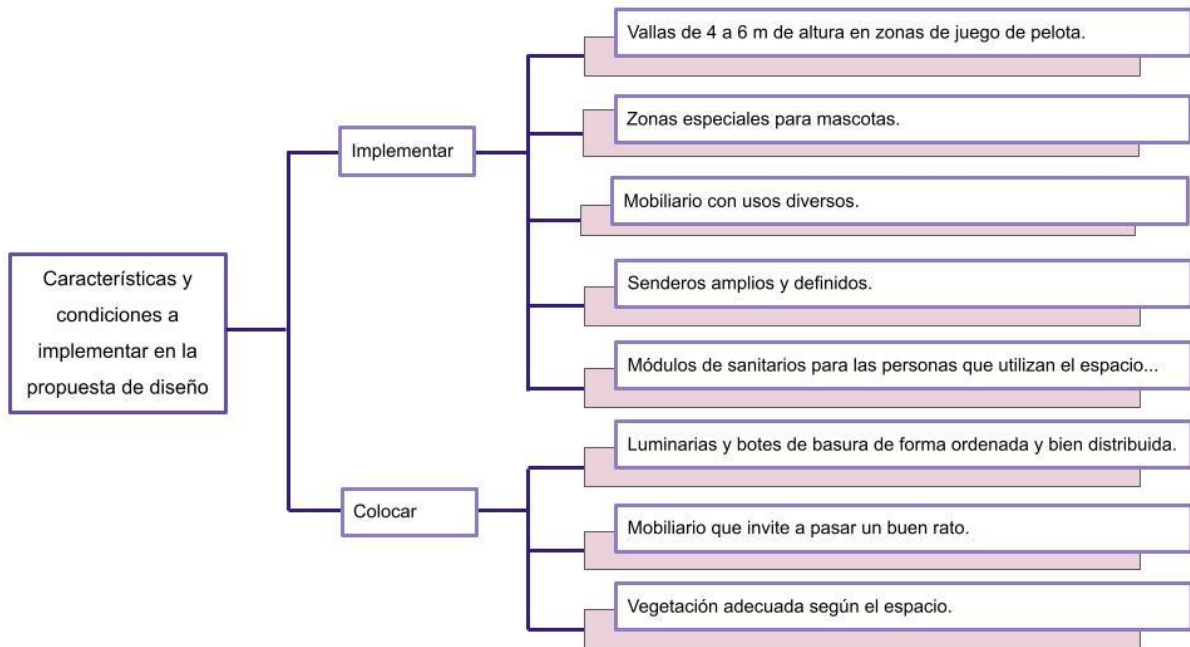 Características y
condiciones a
implementar en la
propuesta de diseño
Implementar
Vallas de 4 a 6 m de altura en zonas de juego de pelota.
Zonas especiales para mascotas.
Mobiliario con usos diversos.
Senderos amplios y definidos.
Módulos de sanitarios para las personas que utilizan el espacio...
Colocar
Luminarias y botes de basura de forma ordenada y bien distribuida.
Mobiliario que invite a pasar un buen rato.
Vegetación adecuada según el espacio.